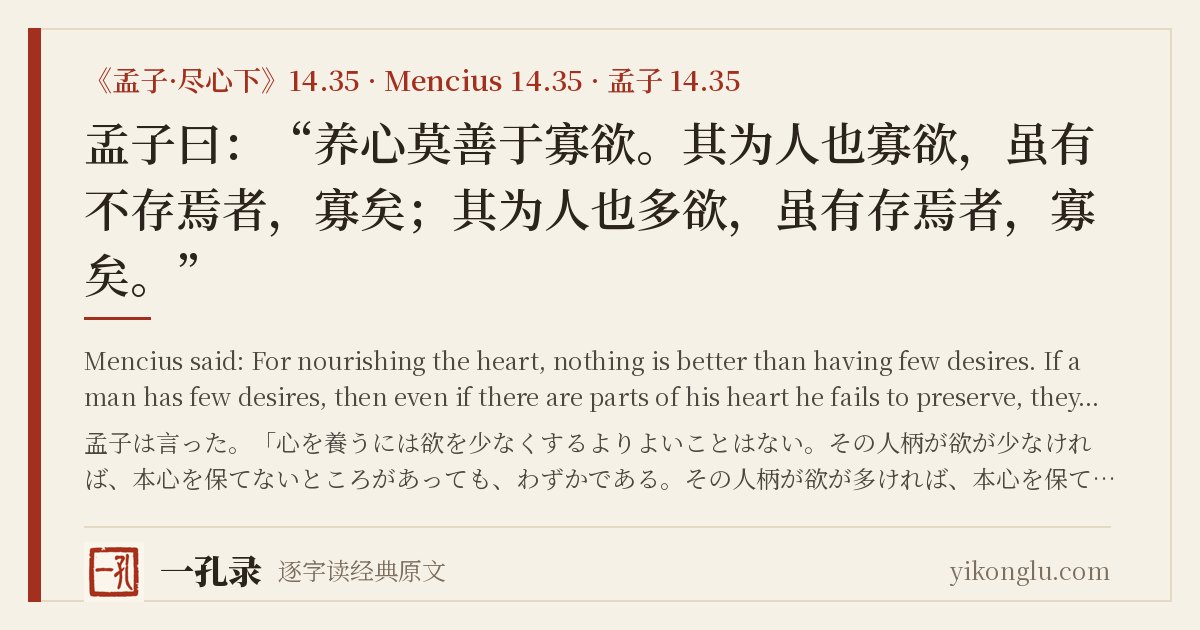 《孟子·尽心下》14.35 · Mencius 14.35 · 孟子 14.35
孟子曰：“养心莫善于寡欲。其为人也寡欲，虽有
不存焉者，寡矣；其为人也多欲，虽有存焉者，寡
矣。”
Mencius said: For nourishing the heart, nothing is better than having few desires. If a
man has few desires, then even if there are parts of his heart he fails to preserve, they...
孟子は言った。「心を養うには欲を少なくするよりよいことはない。その人柄が欲が少なけれ
ば、本心を保てないところがあっても、わずかである。その人柄が欲が多ければ、本心を保て…
一孔
一孔录 逐字读经典原文 yikonglu.com